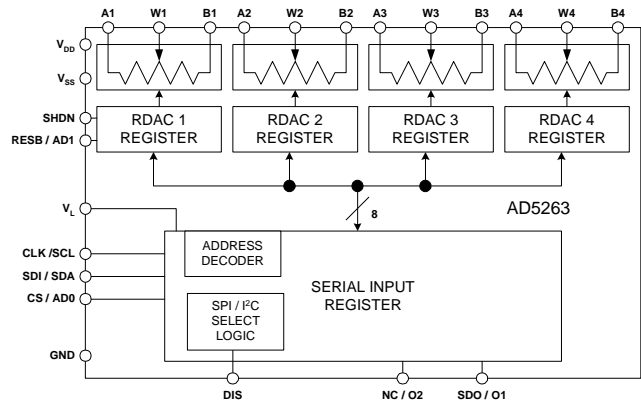 A1 W1 B1 A2 W2 B2 A3 W3 B3 A4 W4 B4
VDD
VSS
SHDN
RESB / AD1
RDAC 1
REGISTER
RDAC 2
REGISTER
RDAC 3
REGISTER
RDAC 4
REGISTER
8
AD5263
VL
CLK /SCL
SDI / SDA
CS / AD0
GND
ADDRESS
DECODER
SERIAL INPUT
REGISTER
SPI / I²C
SELECT
LOGIC
DIS
NC / O2
SDO / O1